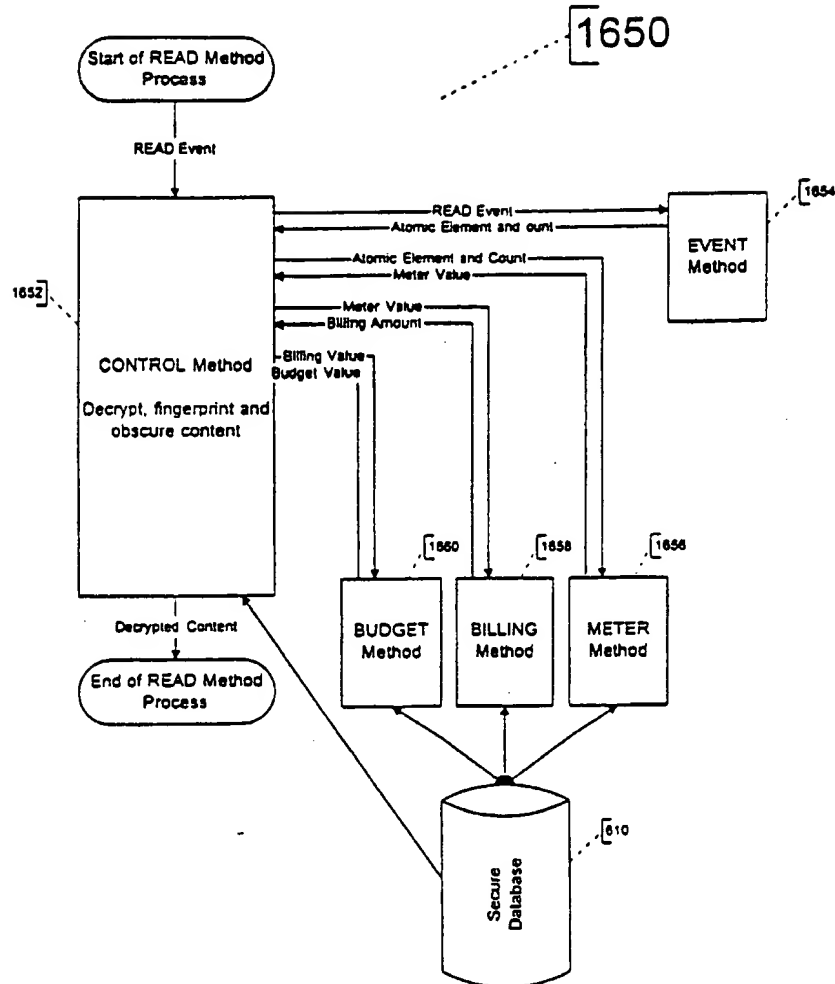 1650
Start of READ Method
Process
READ Event
READ Event
Atomic Element and ount
1654
EVENT
Method
Atomic Element and Count
Meter Value
1652
Meter Value
Billing Amount
CONTROL Method
Billing Value
Budget Value
Decrypt, fingerprint and
obscure content
1660
1658
1656
BUDGET
Method
BILLING
Method
METER
Method
Decrypted Content
End of READ Method
Process
610
Secure
Database